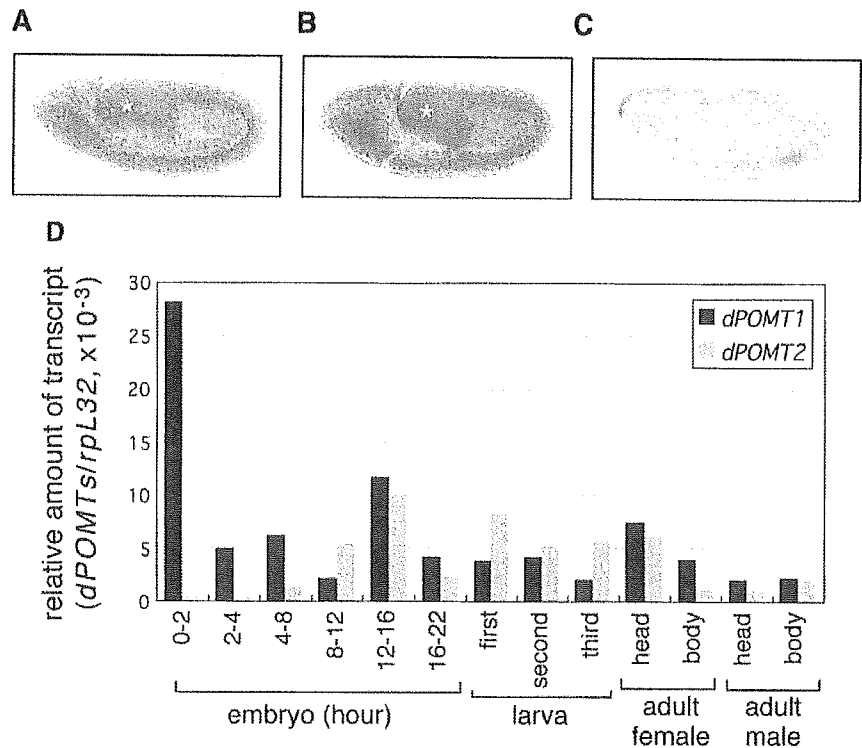 A
B
C
D
relative amount of transcript
(dPOMTs/rpL32, x10⁻³)
30
25
20
15
10
5
0
dPOMT1
dPOMT2
0-2
2-4
4-8
8-12
12-16
16-22
first
second
third
head
body
head
body
embryo (hour)
larva
adult
female
adult
male